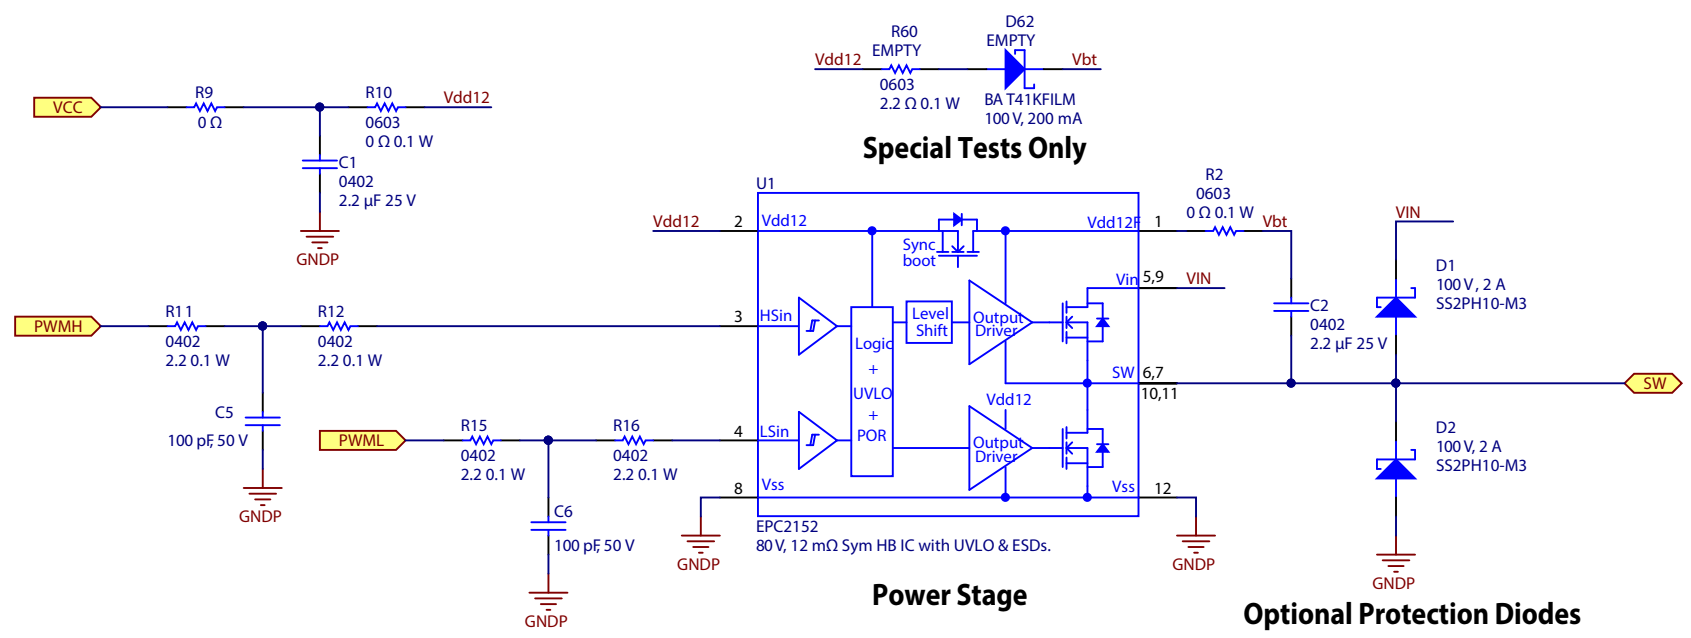 R60
EMPTY
D62
EMPTY
Vdd12
Vbt
0603
2.2 Ω 0.1 W
BA T41KFILM
100 V, 200 mA
Special Tests Only
VCC
R9
0 Ω
R10
0603
0 Ω 0.1 W
Vdd12
C1
0402
2.2 µF 25 V
GNDP
PWMH
R11
0402
2.2 0.1 W
R12
0402
2.2 0.1 W
C5
100 pF, 50 V
GNDP
PWML
R15
0402
2.2 0.1 W
R16
0402
2.2 0.1 W
C6
100 pF, 50 V
GNDP
U1
Vdd12
2
Vdd12
Sync
boot
Vdd12F
1
3
HSin
Level
Shift
Output
Driver
Vin
5,9
VIN
Logic
+
UVLO
+
POR
SW
6,7
10,11
4
LSin
Vdd12
Output
Driver
8
Vss
Vss
12
GNDP
GNDP
EPC2152
80 V, 12 mΩ Sym HB IC with UVLO & ESDs.
Power Stage
R2
0603
0 Ω 0.1 W
Vbt
C2
0402
2.2 µF 25 V
VIN
D1
100 V, 2 A
SS2PH10-M3
SW
D2
100 V, 2 A
SS2PH10-M3
GNDP
Optional Protection Diodes